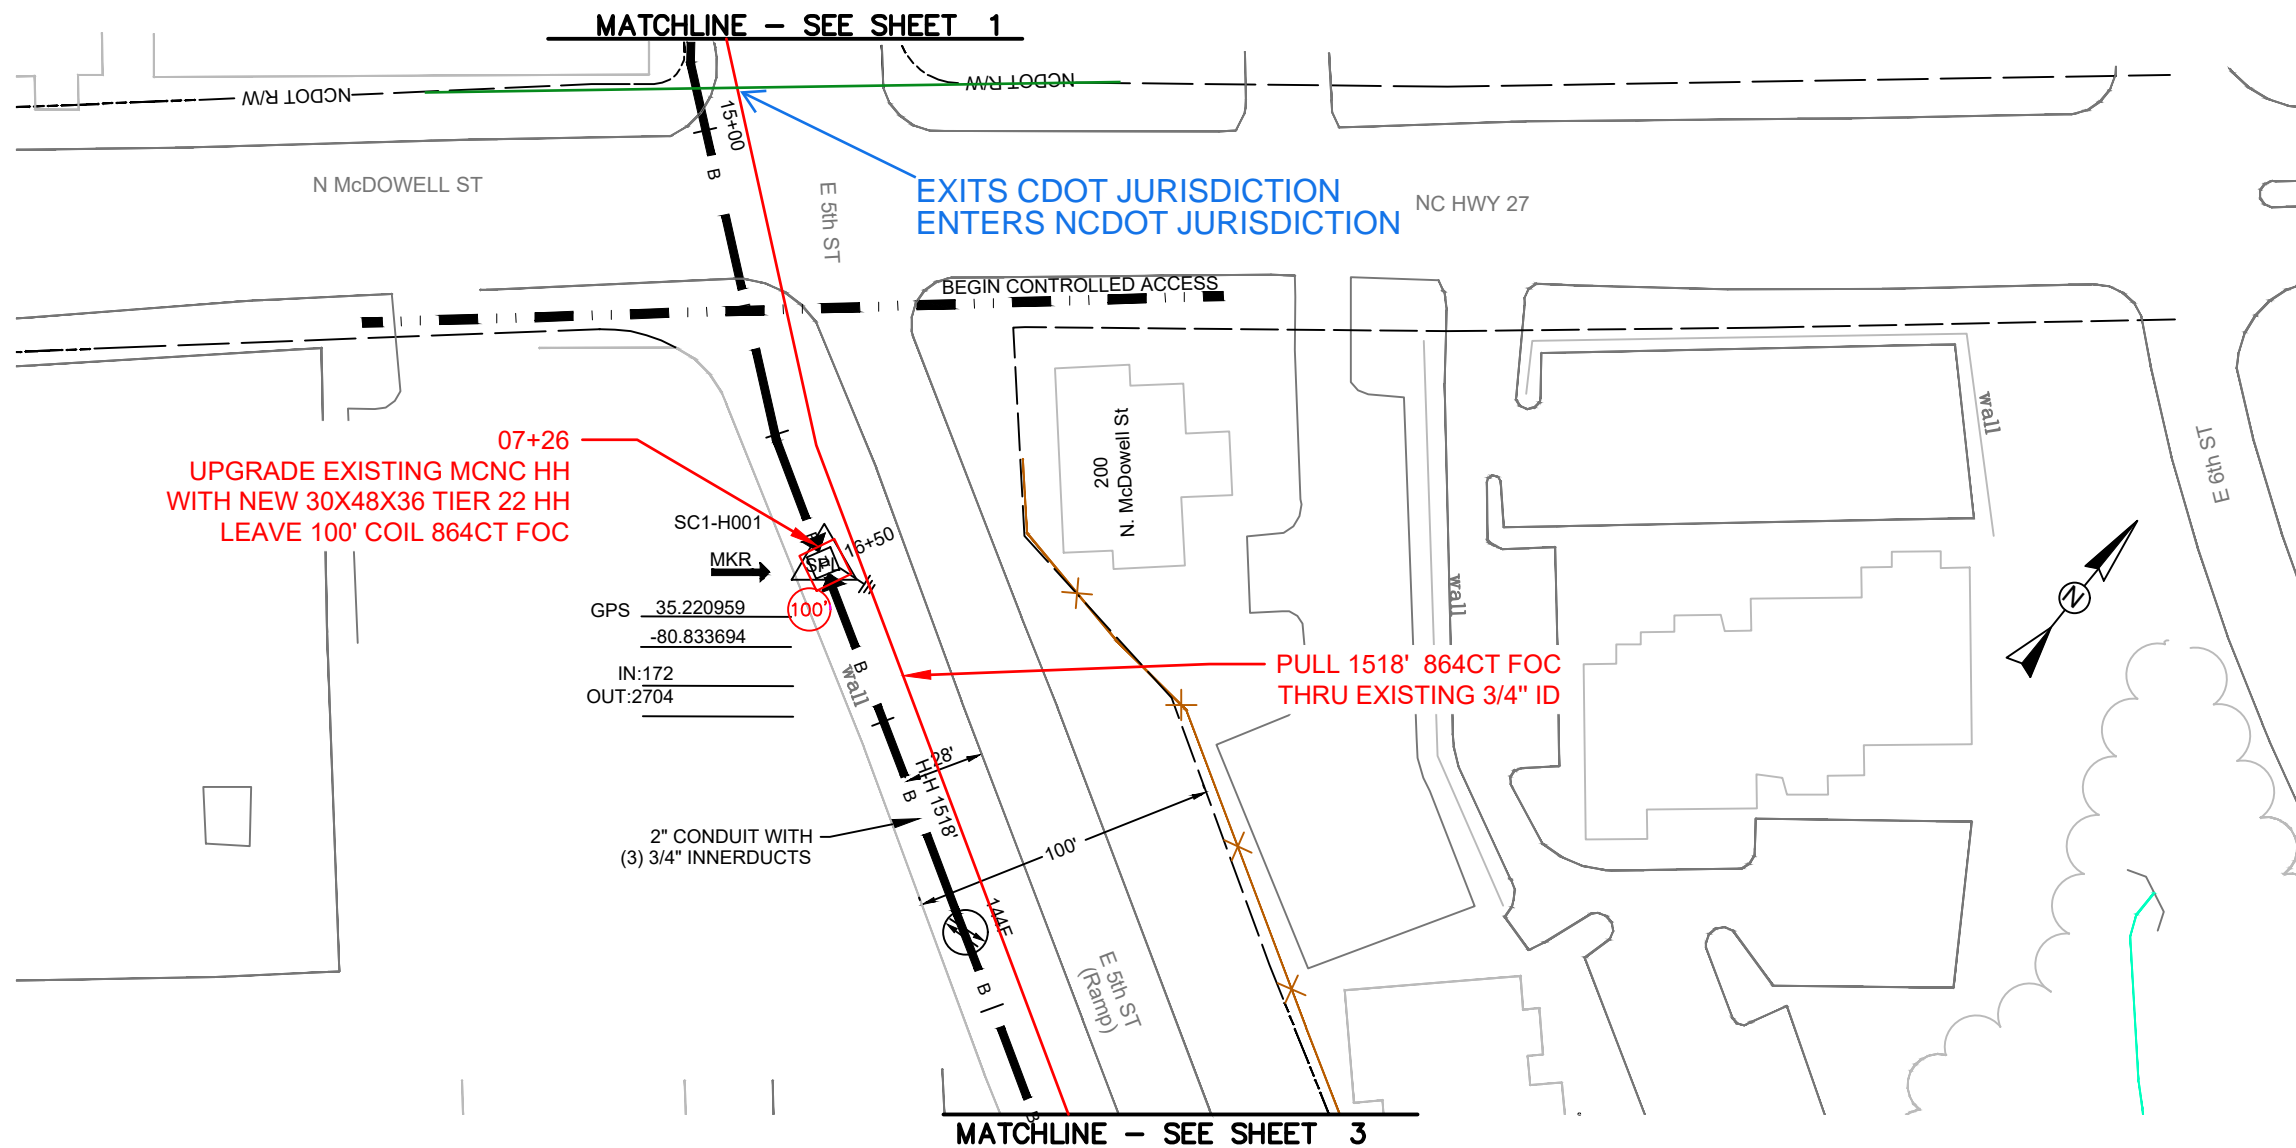 MATCHLINE – SEE SHEET 1
NCDOT R/W
NCDOT R/W
15+00
B
N McDOWELL ST
E 5th ST
EXITS CDOT JURISDICTION
ENTERS NCDOT JURISDICTION
NC HWY 27
BEGIN CONTROLLED ACCESS
07+26
UPGRADE EXISTING MCNC HH
WITH NEW 30X48X36 TIER 22 HH
LEAVE 100' COIL 864CT FOC
200
N. McDowell St
wall
E 6th ST
SC1-H001
16+50
MKR
SPL
GPS 35.220959
-80.833694
100'
IN:172
OUT:2704
B
wall
wall
N
PULL 1518' 864CT FOC
THRU EXISTING 3/4" ID
28'
H-H 1518'
B
2" CONDUIT WITH
(3) 3/4" INNERDUCTS
100'
144F
B
E 5th ST
(Ramp)
B
MATCHLINE – SEE SHEET 3